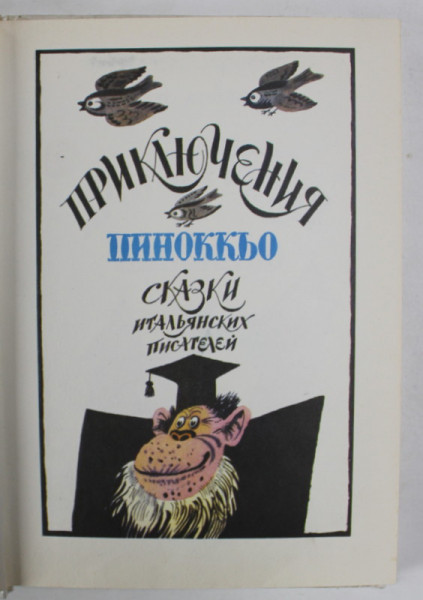 ПРИКЛЮЧЕНИЯ
ПИНОККЬО
СКАЗКИ
ИТАЛЬЯНСКИХ
ПИСАТЕЛЕЙ